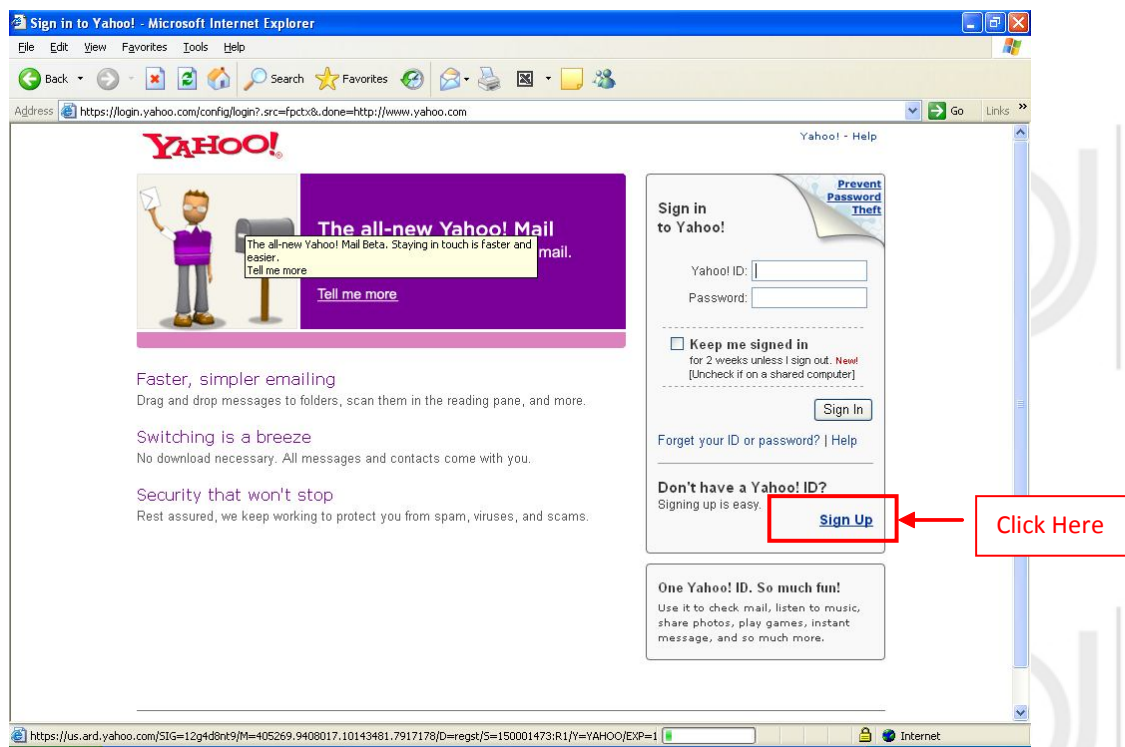 Sign in to Yahoo! - Microsoft Internet Explorer
File Edit View Favorites Tools Help
Back Search Favorites
Address https://login.yahoo.com/config/login?.src=fpctx&.done=http://www.yahoo.com Go Links »
YAHOO!
Yahoo! - Help
The all-new Yahoo! Mail
mail.
The all-new Yahoo! Mail Beta. Staying in touch is faster and
easier.
Tell me more
Tell me more
Faster, simpler emailing
Drag and drop messages to folders, scan them in the reading pane, and more.
Switching is a breeze
No download necessary. All messages and contacts come with you.
Security that won't stop
Rest assured, we keep working to protect you from spam, viruses, and scams.
Prevent
Password
Theft
Sign in
to Yahoo!
Yahoo! ID:
Password:
Keep me signed in
for 2 weeks unless I sign out. New!
[Uncheck if on a shared computer]
Sign In
Forget your ID or password? | Help
Don't have a Yahoo! ID?
Signing up is easy.
Sign Up
Click Here
One Yahoo! ID. So much fun!
Use it to check mail, listen to music,
share photos, play games, instant
message, and so much more.
https://us.ard.yahoo.com/SIG=12g4d8nt9/M=405269.9408017.10143481.7917178/D=regst/S=150001473:R1/Y=YAHOO/EXP=1 Internet